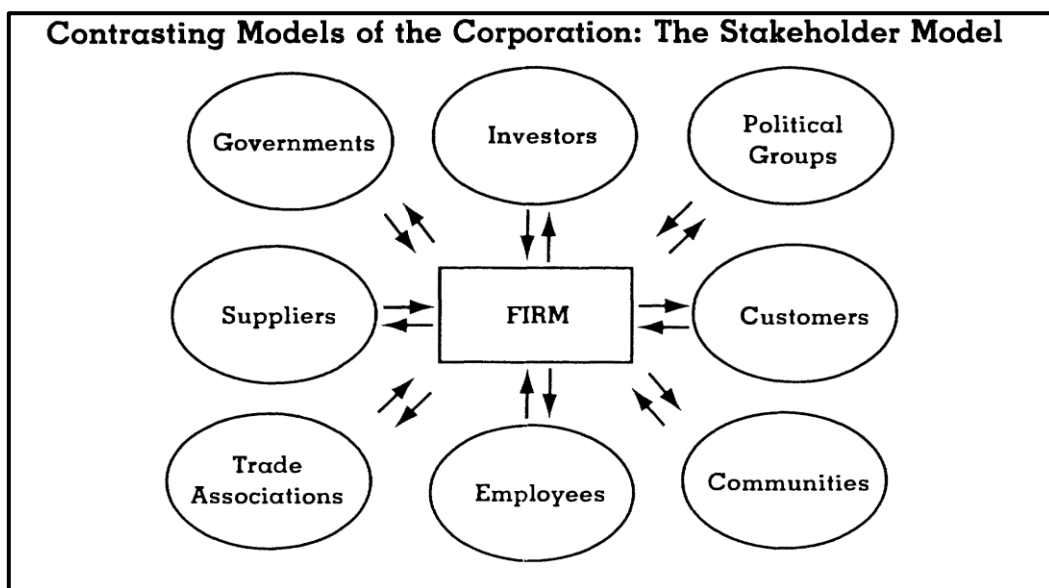 Contrasting Models of the Corporation: The Stakeholder Model
Governments
Investors
Political
Groups
Suppliers
FIRM
Customers
Trade
Associations
Employees
Communities